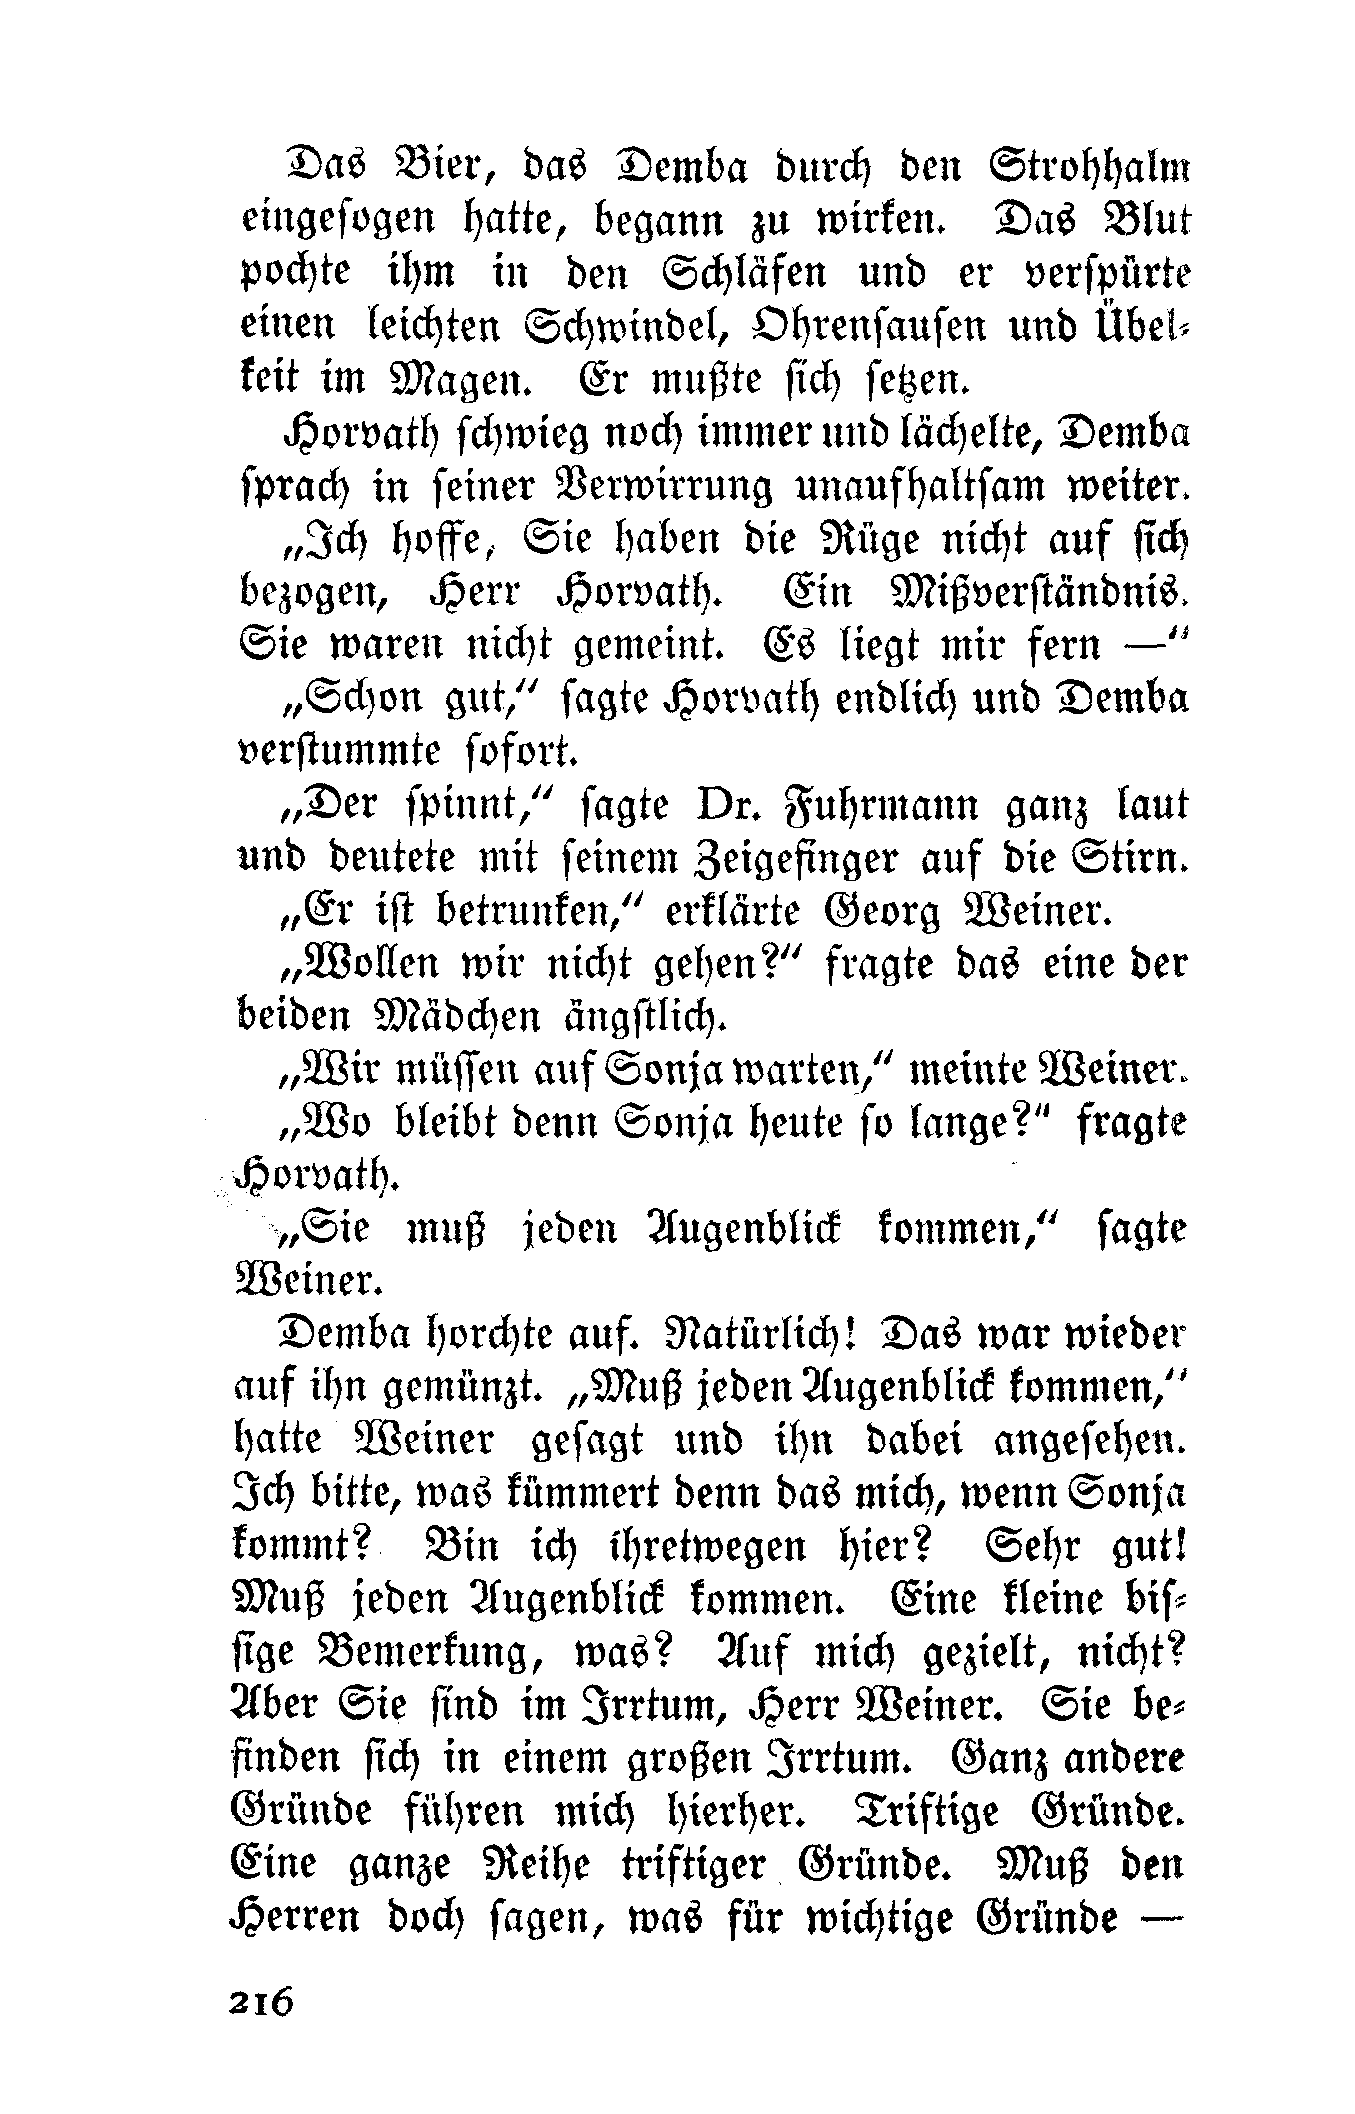 Das Bier, das Demba durch den Strohhalm
eingesogen hatte, begann zu wirken. Das Blut
pochte ihm in den Schläfen und er verspürte
einen leichten Schwindel, Ohrensausen und Übel-
keit im Magen. Er mußte sich setzen.
Horvath schwieg noch immer und lächelte, Demba
sprach in seiner Verwirrung unaufhaltsam weiter.
„Ich hoffe, Sie haben die Rüge nicht auf sich
bezogen, Herr Horvath. Ein Mißverständnis.
Sie waren nicht gemeint. Es liegt mir fern —“
„Schon gut,“ sagte Horvath endlich und Demba
verstummte sofort.
„Der spinnt,“ sagte Dr. Fuhrmann ganz laut
und deutete mit seinem Zeigefinger auf die Stirn.
„Er ist betrunken,“ erklärte Georg Weiner.
„Wollen wir nicht gehen?“ fragte das eine der
beiden Mädchen ängstlich.
„Wir müssen auf Sonja warten,“ meinte Weiner.
„Wo bleibt denn Sonja heute so lange?“ fragte
Horvath.
„Sie muß jeden Augenblick kommen,“ sagte
Weiner.
Demba horchte auf. Natürlich! Das war wieder
auf ihn gemünzt. „Muß jeden Augenblick kommen,“
hatte Weiner gesagt und ihn dabei angesehen.
Ich bitte, was kümmert denn das mich, wenn Sonja
kommt? Bin ich ihretwegen hier? Sehr gut!
Muß jeden Augenblick kommen. Eine kleine bis-
sige Bemerkung, was? Auf mich gezielt, nicht?
Aber Sie sind im Irrtum, Herr Weiner. Sie be-
finden sich in einem großen Irrtum. Ganz andere
Gründe führen mich hierher. Triftige Gründe.
Eine ganze Reihe triftiger Gründe. Muß den
Herren doch sagen, was für wichtige Gründe —
216